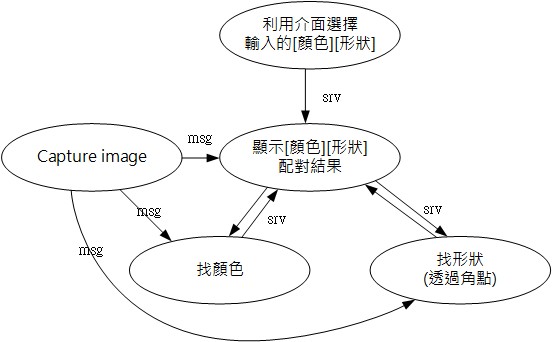 利用介面選擇
輸入的[顏色][形狀]
srv
msg
Capture image
顯示[顏色][形狀]
配對結果
msg
srv
srv
msg
找顏色
找形狀
(透過角點)